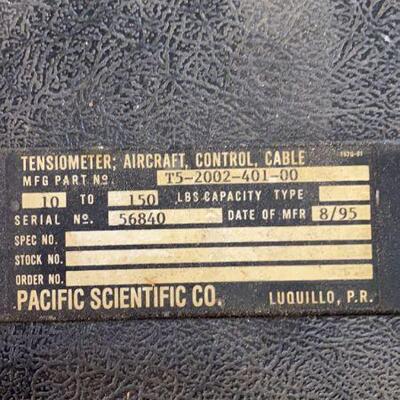 TENSIOMETER; AIRCRAFT, CONTROL, CABLE
MFG PART Nº. T5-2002-401-00
10 TO 150 LBS CAPACITY TYPE
SERIAL Nº. 56840 DATE OF MFR 8/95
SPEC NO.
STOCK NO.
ORDER NO.
PACIFIC SCIENTIFIC CO. LUQUILLO, P.R.